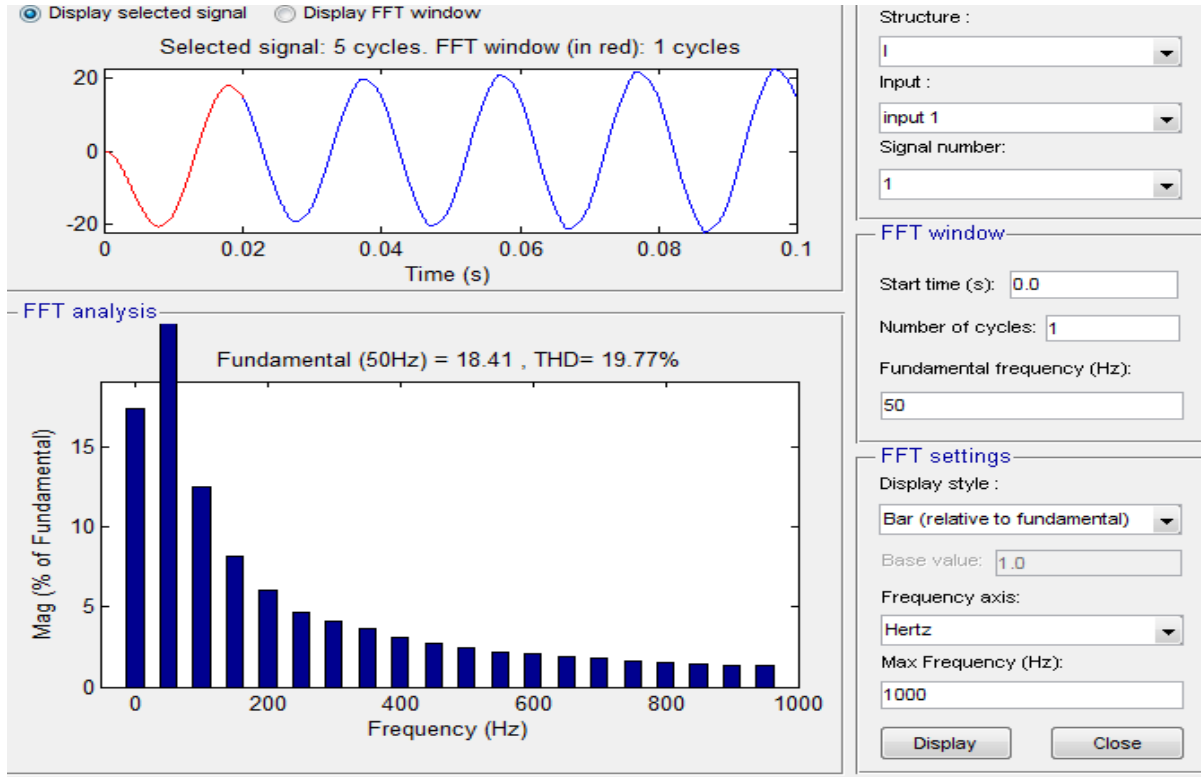 Display selected signal
Display FFT window
Selected signal: 5 cycles. FFT window (in red): 1 cycles
20
0
-20
0
0.02
0.04
0.06
0.08
0.1
Time (s)
FFT analysis
Fundamental (50Hz) = 18.41 , THD= 19.77%
15
10
5
0
Mag (% of Fundamental)
0
200
400
600
800
1000
Frequency (Hz)
Structure :
I
Input :
input 1
Signal number:
1
FFT window
Start time (s): 0.0
Number of cycles: 1
Fundamental frequency (Hz):
50
FFT settings
Display style :
Bar (relative to fundamental)
Base value: 1.0
Frequency axis:
Hertz
Max Frequency (Hz):
1000
Display
Close